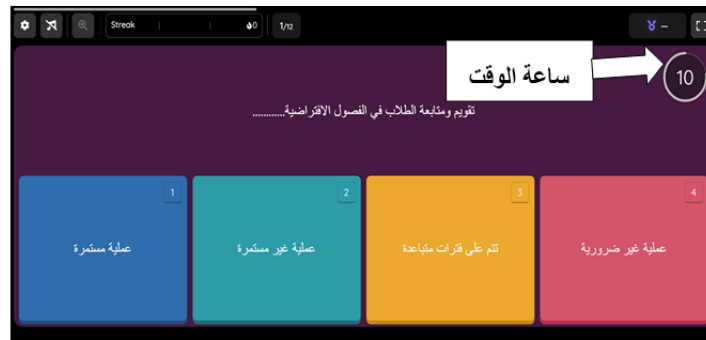 Streak
0
1/12
–
ساعة الوقت
10
تقويم ومتابعة الطلاب في الفصول الافتراضية............
1
عملية مستمرة
2
عملية غير مستمرة
3
تتم على فترات متباعدة
4
عملية غير ضرورية